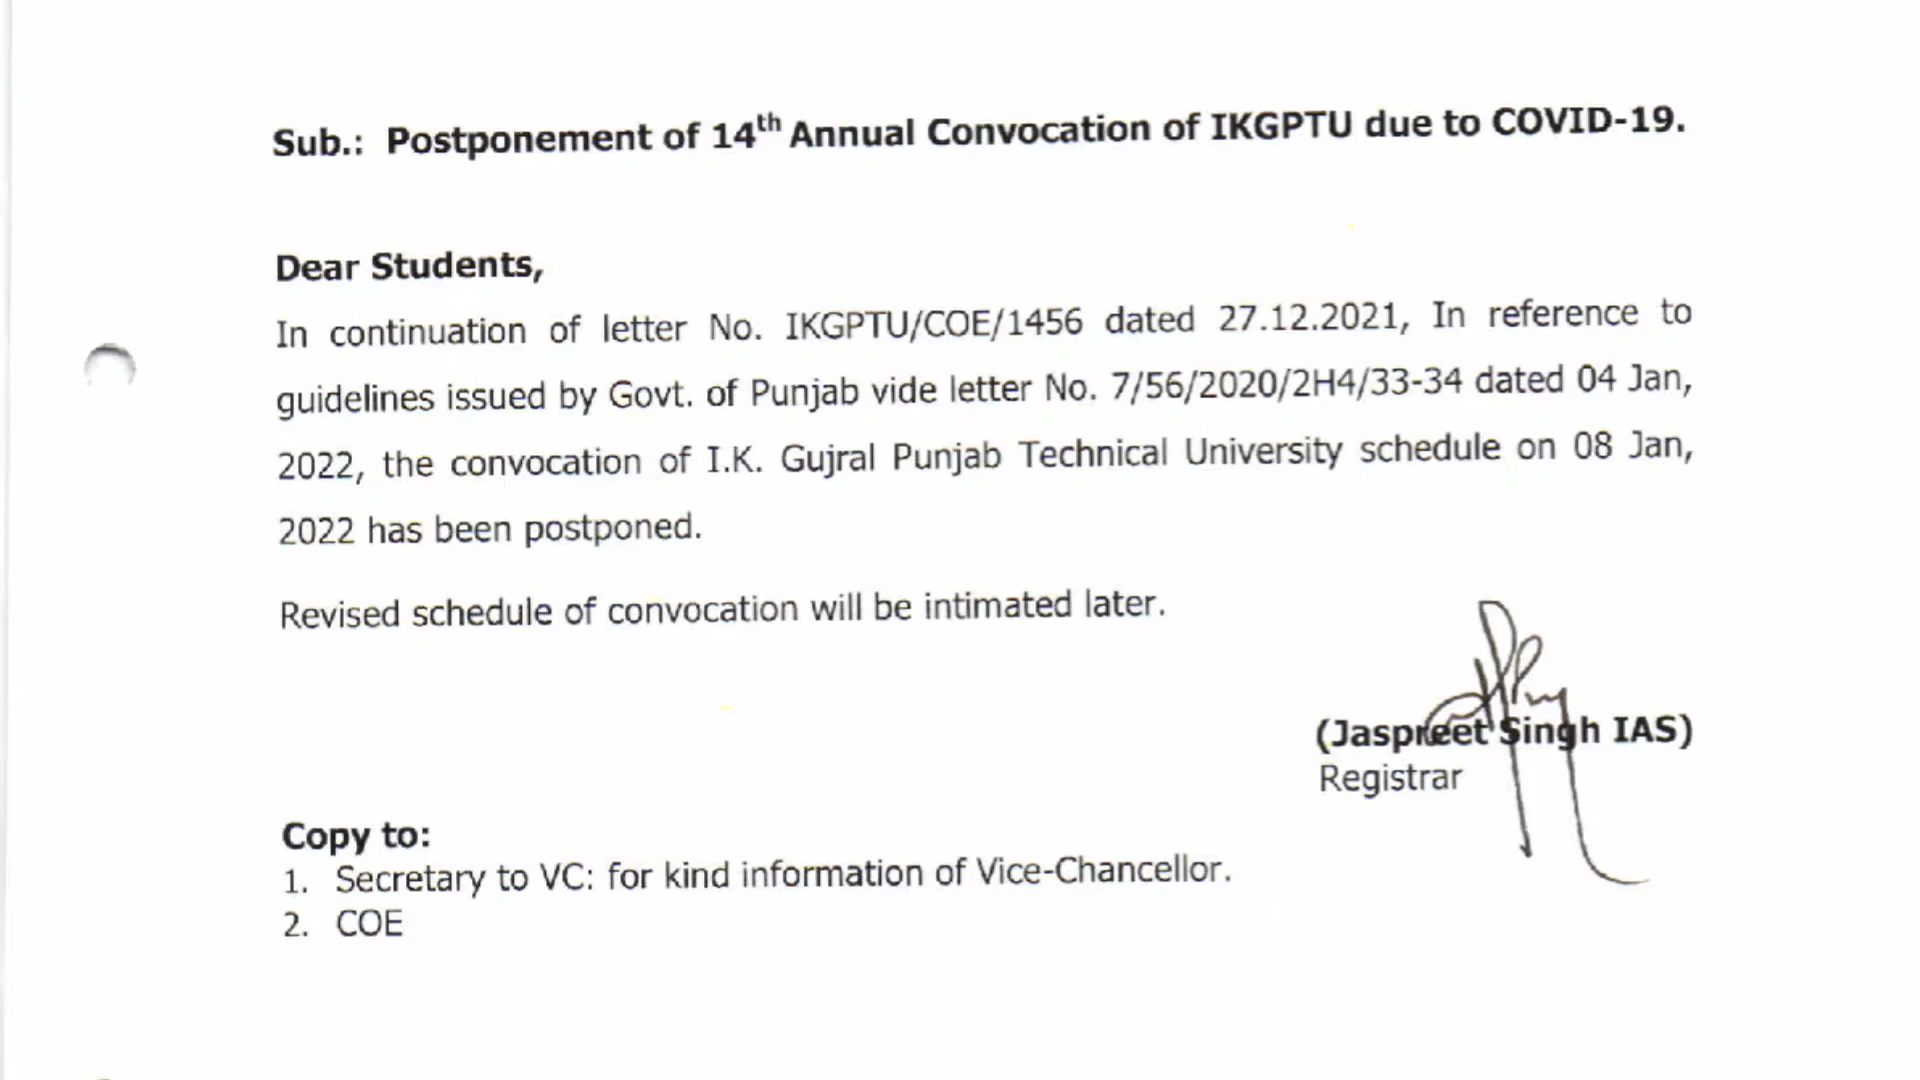 Sub.: Postponement of 14th Annual Convocation of IKGPTU due to COVID-19.
Dear Students,
In continuation of letter No. IKGPTU/COE/1456 dated 27.12.2021, In reference to
guidelines issued by Govt. of Punjab vide letter No. 7/56/2020/2H4/33-34 dated 04 Jan,
2022, the convocation of I.K. Gujral Punjab Technical University schedule on 08 Jan,
2022 has been postponed.
Revised schedule of convocation will be intimated later.
(Jaspreet Singh IAS)
Registrar
Copy to:
1. Secretary to VC: for kind information of Vice-Chancellor.
2. COE